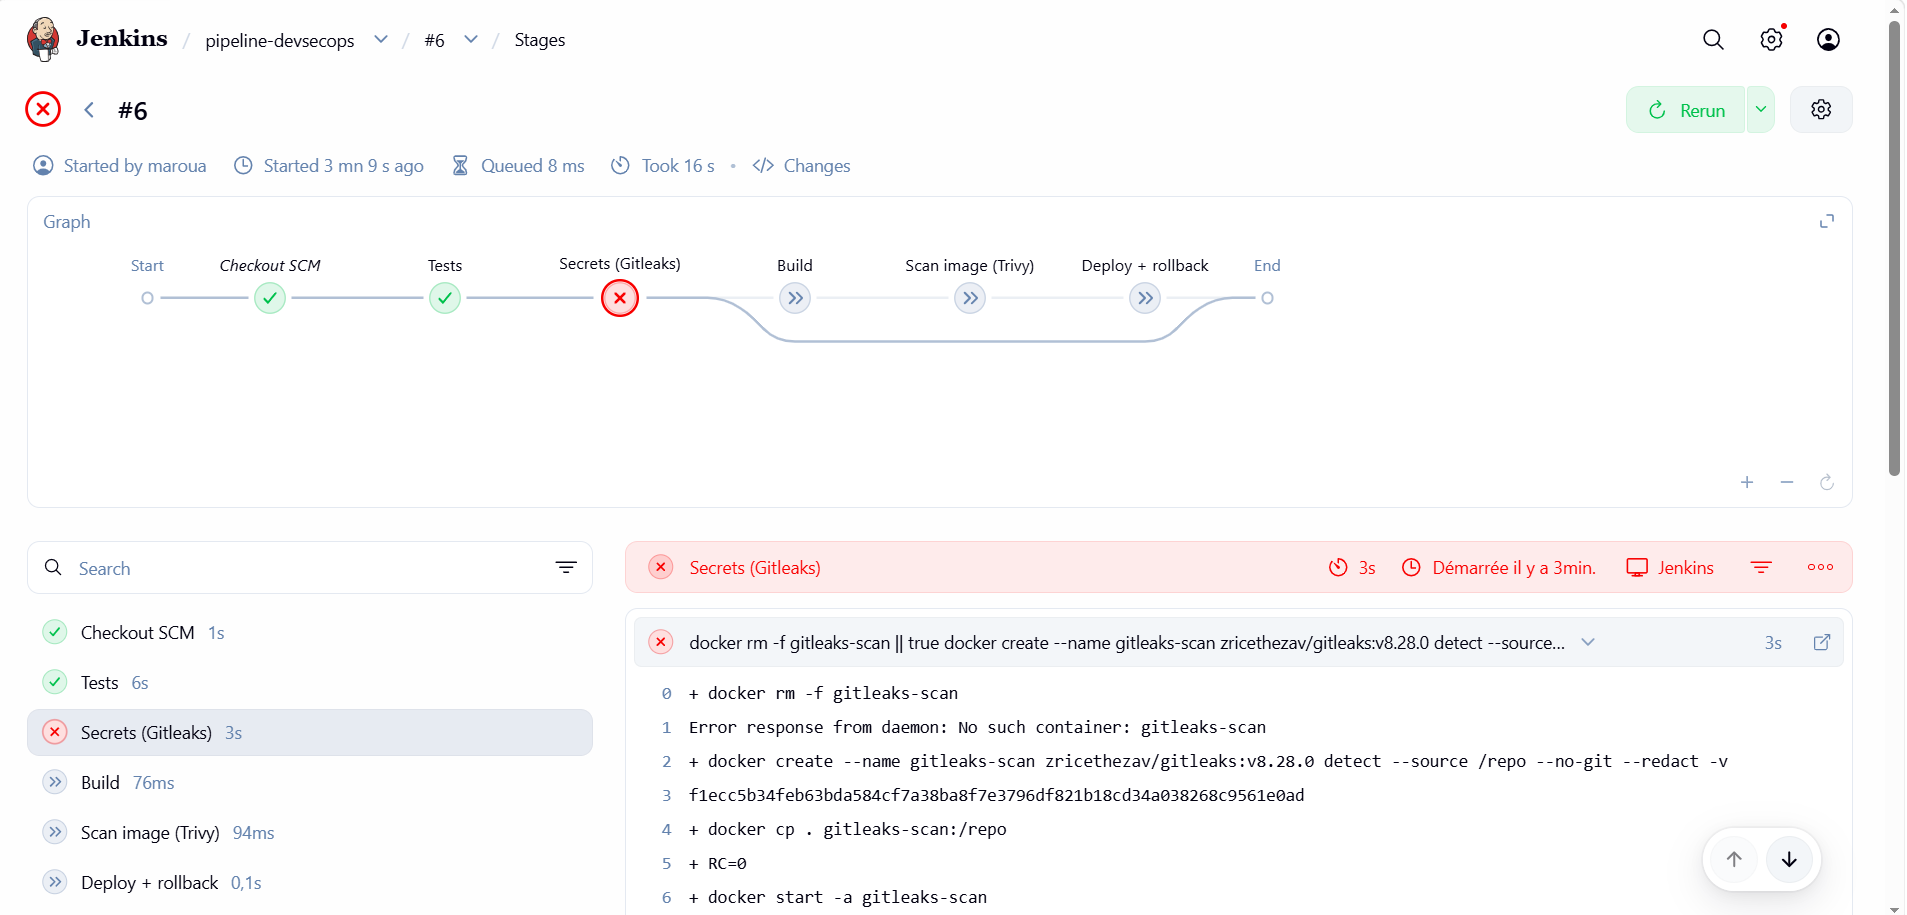 Jenkins / pipeline-devsecops / #6 / Stages
#6
Rerun
Started by maroua Started 3 mn 9 s ago Queued 8 ms Took 16 s • Changes
Graph
Start Checkout SCM Tests Secrets (Gitleaks) Build Scan image (Trivy) Deploy + rollback End
Search
Checkout SCM 1s
Tests 6s
Secrets (Gitleaks) 3s
Build 76ms
Scan image (Trivy) 94ms
Deploy + rollback 0,1s
Secrets (Gitleaks) 3s Démarrée il y a 3min. Jenkins
docker rm -f gitleaks-scan || true docker create --name gitleaks-scan zricethezav/gitleaks:v8.28.0 detect --source... 3s
0 + docker rm -f gitleaks-scan
1 Error response from daemon: No such container: gitleaks-scan
2 + docker create --name gitleaks-scan zricethezav/gitleaks:v8.28.0 detect --source /repo --no-git --redact -v
3 f1ecc5b34feb63bda584cf7a38ba8f7e3796df821b18cd34a038268c9561e0ad
4 + docker cp . gitleaks-scan:/repo
5 + RC=0
6 + docker start -a gitleaks-scan